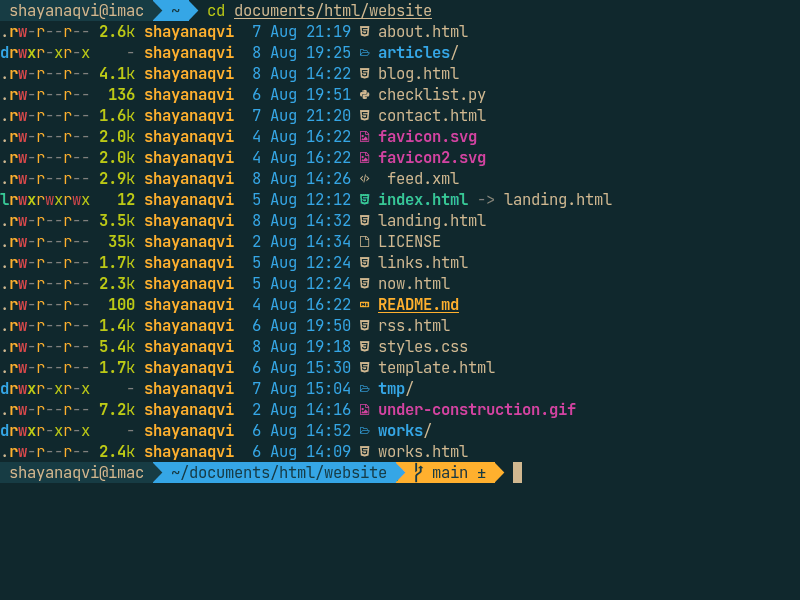 shayanaqvi@imac ~ cd documents/html/website
.rw-r--r-- 2.6k shayanaqvi 7 Aug 21:19 about.html
drwxr-xr-x - shayanaqvi 8 Aug 19:25 articles/
.rw-r--r-- 4.1k shayanaqvi 8 Aug 14:22 blog.html
.rw-r--r-- 136 shayanaqvi 6 Aug 19:51 checklist.py
.rw-r--r-- 1.6k shayanaqvi 7 Aug 21:20 contact.html
.rw-r--r-- 2.0k shayanaqvi 4 Aug 16:22 favicon.svg
.rw-r--r-- 2.0k shayanaqvi 4 Aug 16:22 favicon2.svg
.rw-r--r-- 2.9k shayanaqvi 8 Aug 14:26 feed.xml
lrwxrwxrwx 12 shayanaqvi 5 Aug 12:12 index.html -> landing.html
.rw-r--r-- 3.5k shayanaqvi 8 Aug 14:32 landing.html
.rw-r--r-- 35k shayanaqvi 2 Aug 14:34 LICENSE
.rw-r--r-- 1.7k shayanaqvi 5 Aug 12:24 links.html
.rw-r--r-- 2.3k shayanaqvi 5 Aug 12:24 now.html
.rw-r--r-- 100 shayanaqvi 4 Aug 16:22 README.md
.rw-r--r-- 1.4k shayanaqvi 6 Aug 19:50 rss.html
.rw-r--r-- 5.4k shayanaqvi 8 Aug 19:18 styles.css
.rw-r--r-- 1.7k shayanaqvi 6 Aug 15:30 template.html
drwxr-xr-x - shayanaqvi 7 Aug 15:04 tmp/
.rw-r--r-- 7.2k shayanaqvi 2 Aug 14:16 under-construction.gif
drwxr-xr-x - shayanaqvi 6 Aug 14:52 works/
.rw-r--r-- 2.4k shayanaqvi 6 Aug 14:09 works.html
shayanaqvi@imac ~/documents/html/website main ±